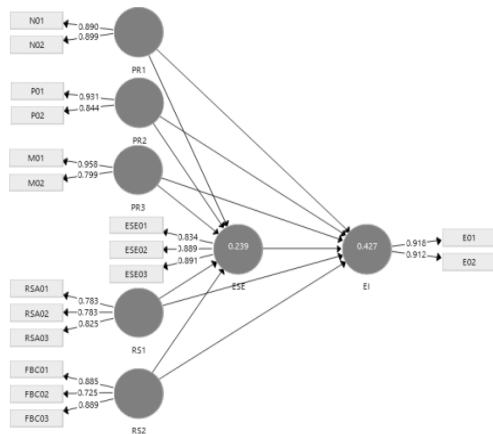 N01
0.890
N02
0.899
PR1
P01
0.931
P02
0.844
PR2
M01
0.958
M02
0.799
PR3
ESE01
0.834
ESE02
0.889
ESE03
0.891
0.239
ESE
0.427
EI
0.918
E01
0.912
E02
RSA01
0.783
RSA02
0.783
RSA03
0.825
RS1
FBC01
0.885
FBC02
0.725
FBC03
0.889
RS2